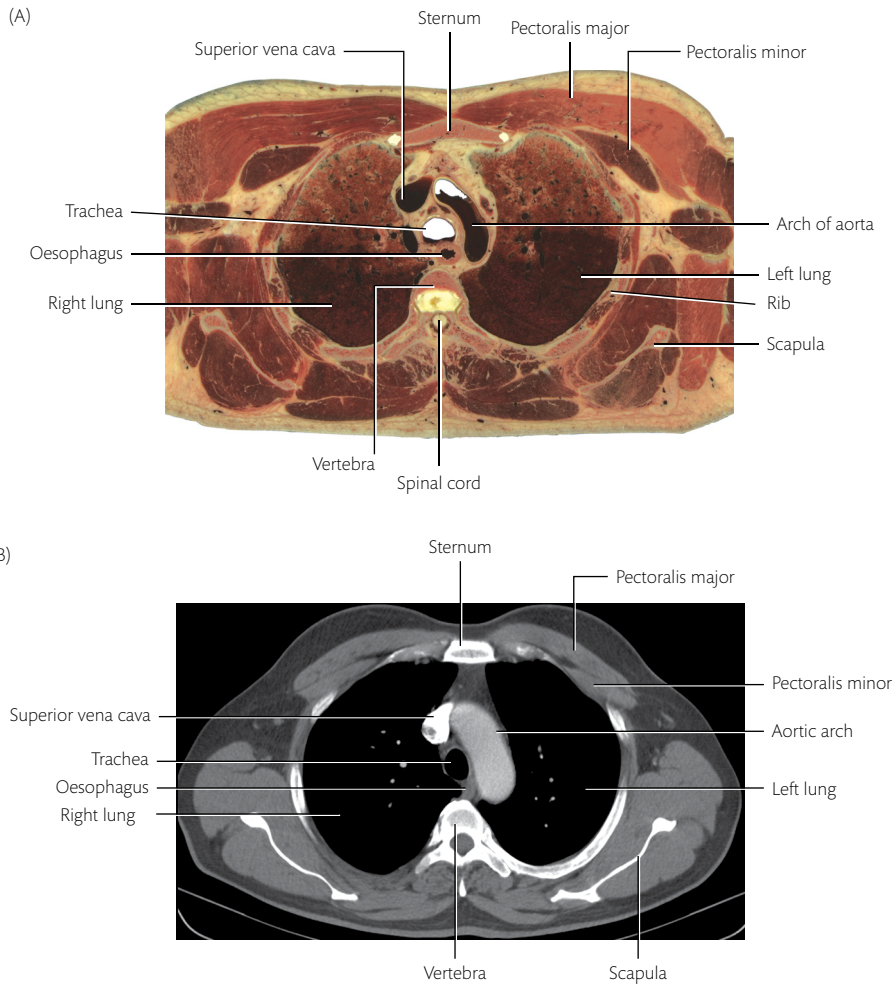 (A)
Sternum
Pectoralis major
Superior vena cava
Pectoralis minor
Trachea
Arch of aorta
Oesophagus
Left lung
Right lung
Rib
Scapula
Vertebra
Spinal cord
B)
Sternum
Pectoralis major
Pectoralis minor
Superior vena cava
Aortic arch
Trachea
Oesophagus
Left lung
Right lung
Vertebra
Scapula